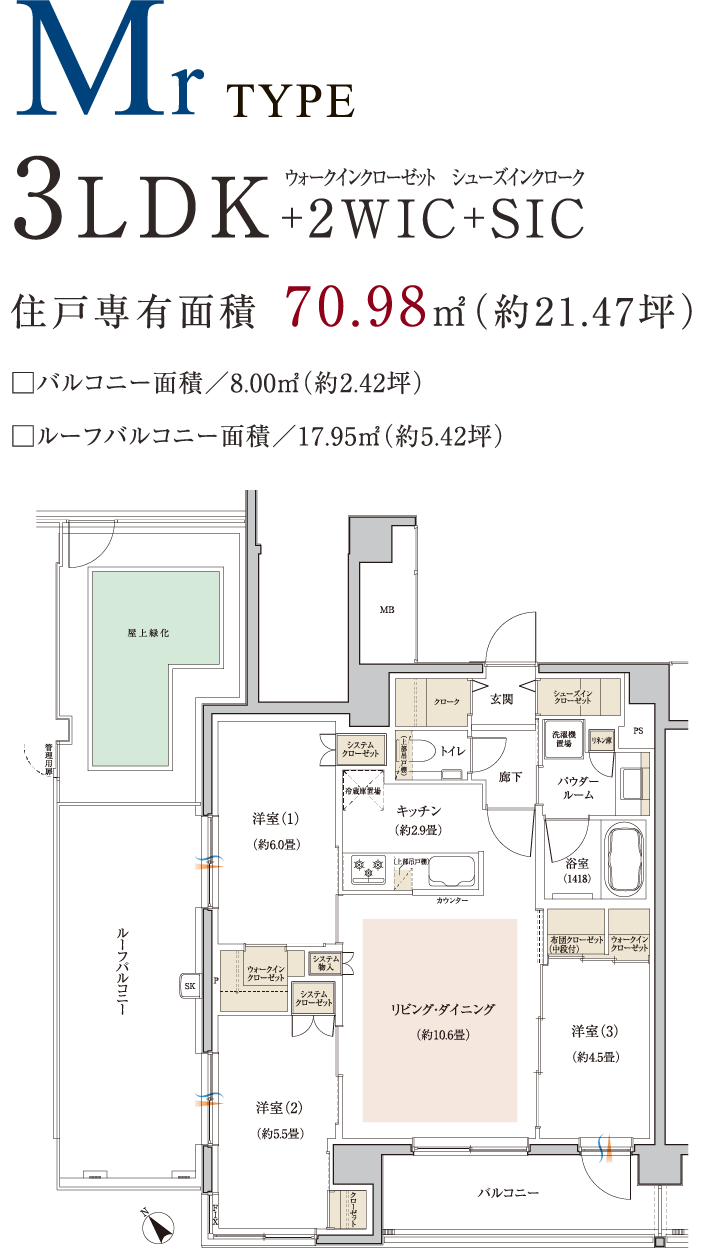 Mr TYPE
ウォークインクローゼット シューズインクローク
3LDK+2WIC+SIC
住戸専有面積 70.98㎡(約21.47坪)
□バルコニー面積／8.00㎡(約2.42坪)
□ルーフバルコニー面積／17.95㎡(約5.42坪)
MB
屋上緑化
クローク
玄関
シューズイン
クローゼット
PS
管理用扉
システム
クローゼット
(上部吊戸棚)
トイレ
洗濯機
置場
リネン庫
廊下
パウダー
ルーム
冷蔵庫置場
キッチン
(約2.9畳)
洋室(1)
(約6.0畳)
(上部吊戸棚)
カウンター
浴室
(1418)
ルーフバルコニー
布団クローゼット
(中段付)
ウォークイン
クローゼット
ウォークイン
クローゼット
システム
物入
SK
P
システム
クローゼット
リビング・ダイニング
(約10.6畳)
洋室(3)
(約4.5畳)
洋室(2)
(約5.5畳)
クローゼット
FIX
バルコニー
N